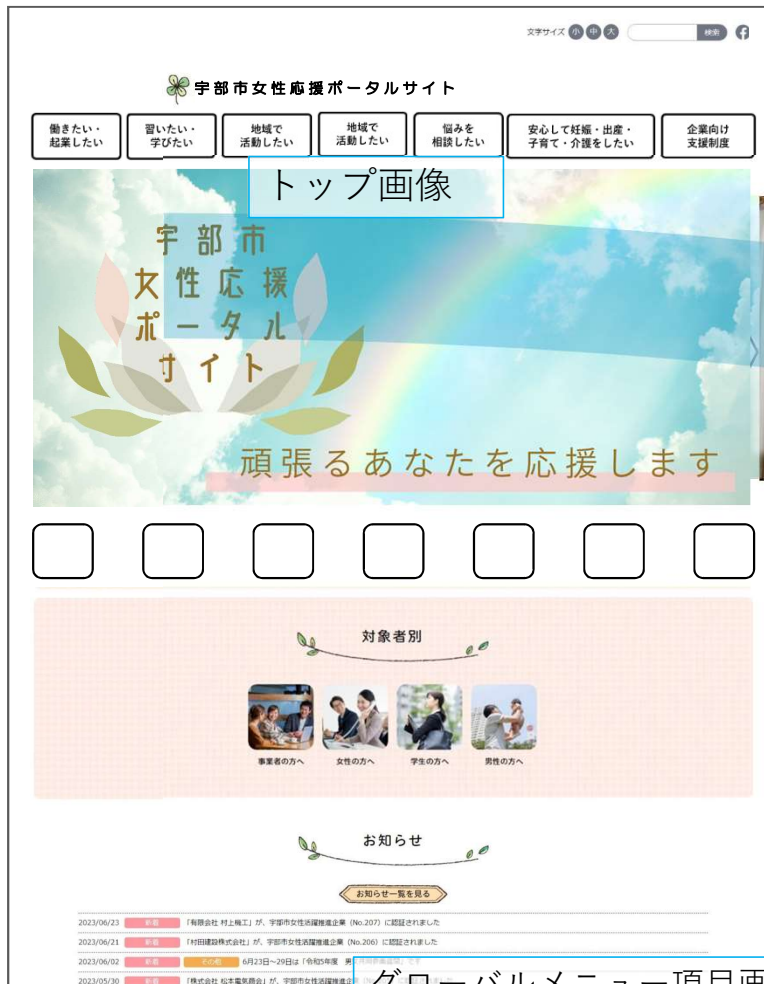 文字サイズ 小 中 大 検索
宇部市女性応援ポータルサイト
働きたい・
起業したい
習いたい・
学びたい
地域で
活動したい
地域で
活動したい
悩みを
相談したい
安心して妊娠・出産・
子育て・介護をしたい
企業向け
支援制度
トップ画像
宇部市
女性応援
ポータル
サイト
頑張るあなたを応援します
対象者別
事業者の方へ 女性の方へ 学生の方へ 男性の方へ
お知らせ
お知らせ一覧を見る
2023/06/23 新着 「有限会社 村上機工」が、宇部市女性活躍推進企業（No.207）に認証されました
2023/06/21 新着 「村田建設株式会社」が、宇部市女性活躍推進企業（No.206）に認証されました
2023/06/02 新着 その他 6月23日～29日は「令和5年度 男女共同参画週間」です
2023/05/30 新着 「株式会社 松本電気商会」が、宇部市女性活躍推進企
グローバルメニュー項目画